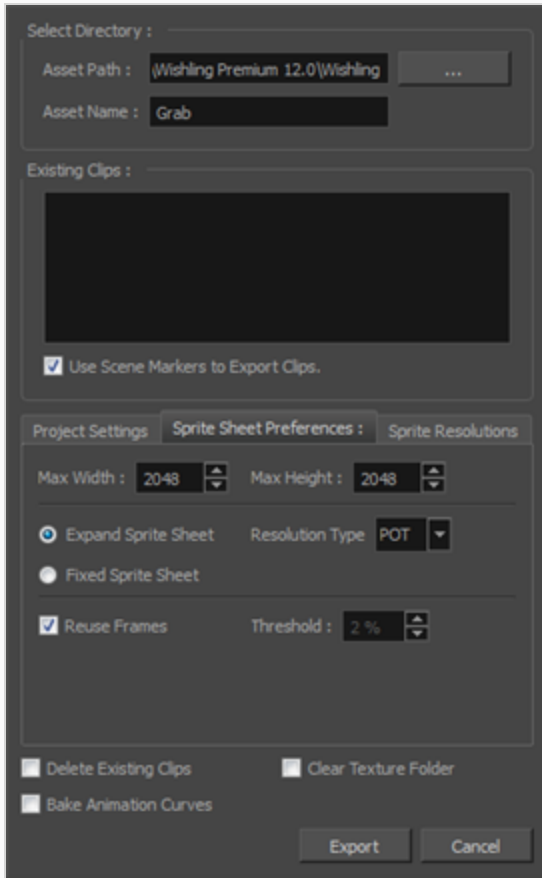 Select Directory :
Asset Path : \Wishling Premium 12.0\Wishling ...
Asset Name : Grab
Existing Clips :
Use Scene Markers to Export Clips.
Project Settings Sprite Sheet Preferences : Sprite Resolutions
Max Width : 2048 Max Height : 2048
Expand Sprite Sheet Resolution Type POT
Fixed Sprite Sheet
Reuse Frames Threshold : 2 %
Delete Existing Clips Clear Texture Folder
Bake Animation Curves
Export Cancel